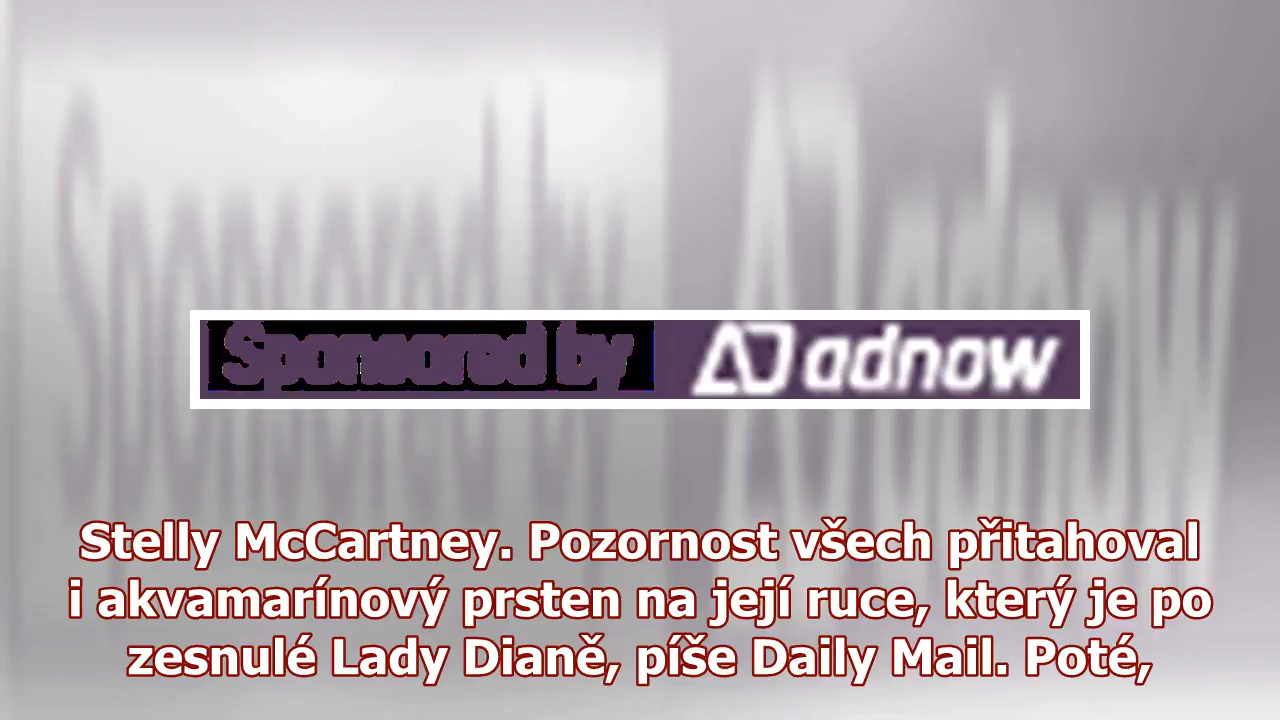 Sponsored by adnow
Stelly McCartney. Pozornost všech přitahoval
i akvamarínový prsten na její ruce, který je po
zesnulé Lady Dianě, píše Daily Mail. Poté,